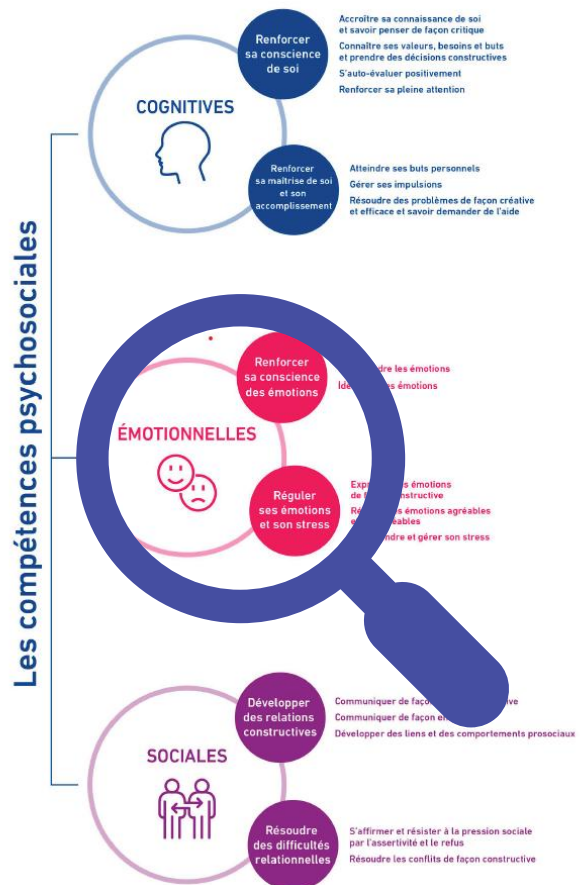 Les compétences psychosociales
COGNITIVES
Renforcer
sa conscience
de soi
Accroître sa connaissance de soi
et savoir penser de façon critique
Connaître ses valeurs, besoins et buts
et prendre des décisions constructives
S'auto-évaluer positivement
Renforcer sa pleine attention
Renforcer
sa maîtrise de soi
et son
accomplissement
Atteindre ses buts personnels
Gérer ses impulsions
Résoudre des problèmes de façon créative
et efficace et savoir demander de l'aide
ÉMOTIONNELLES
Renforcer
sa conscience
des émotions
les émotions
émotions
Réguler
ses émotions
et son stress
émotions
de constructive
émotions agréables
et gérer son stress
SOCIALES
Développer
des relations
constructives
Communiquer de façon
Communiquer de façon
Développer des liens et des comportements prosociaux
Résoudre
des difficultés
relationnelles
S'affirmer et résister à la pression sociale
par l'assertivité et le refus
Résoudre les conflits de façon constructive